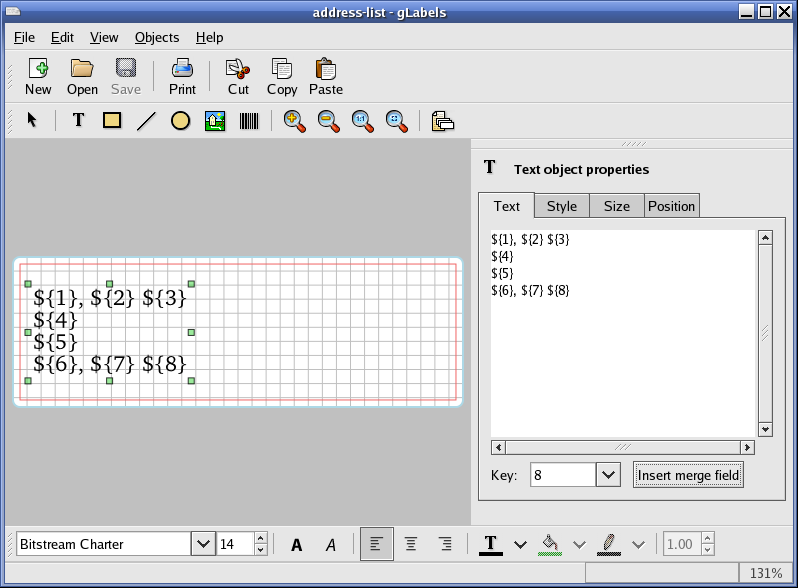 address-list - gLabels
File Edit View Objects Help
New Open Save Print Cut Copy Paste
T 1:1
T Text object properties
Text Style Size Position
${1}, ${2} ${3}
${4}
${5}
${6}, ${7} ${8}
${1}, ${2} ${3}
${4}
${5}
${6}, ${7} ${8}
Key: 8 Insert merge field
Bitstream Charter 14 A A T 1.00
131%